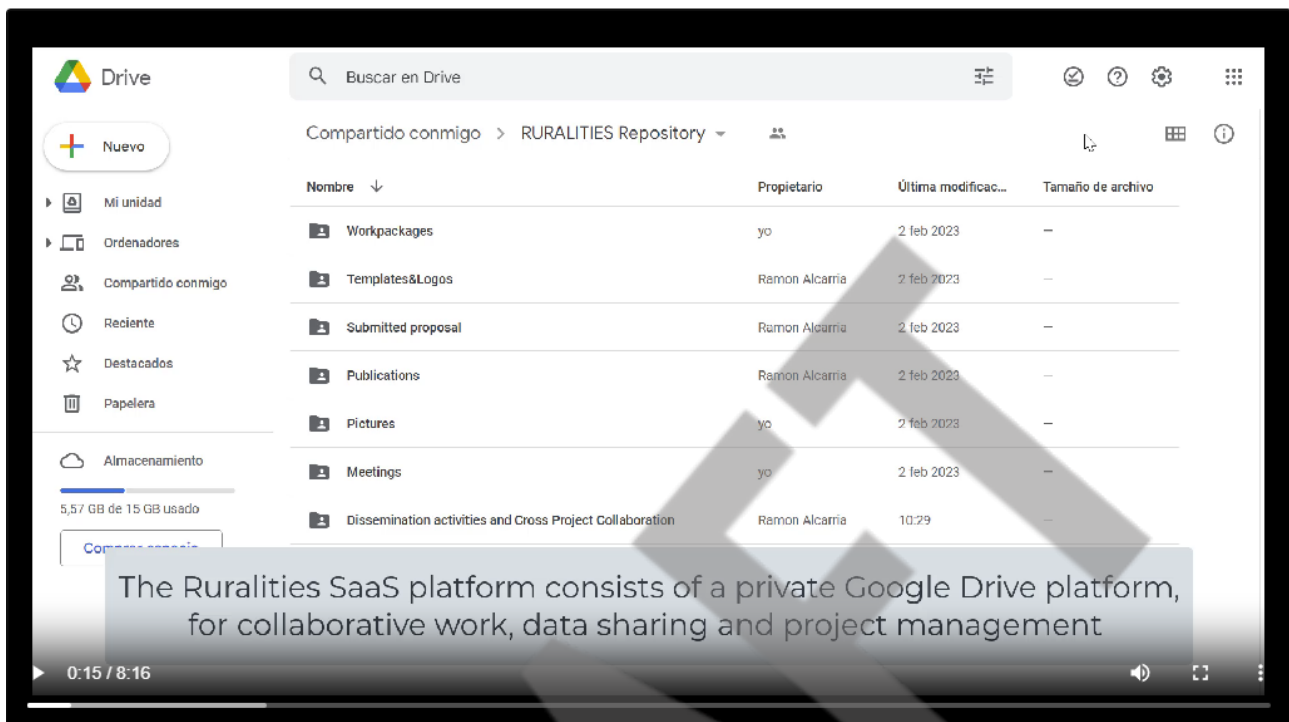 Drive
Buscar en Drive
Nuevo
Compartido conmigo > RURALITIES Repository
Nombre Propietario Última modificac... Tamaño de archivo
Mi unidad
Ordenadores
Compartido conmigo
Reciente
Destacados
Papelera
Almacenamiento
5,57 GB de 15 GB usado
Workpackages yo 2 feb 2023 —
Templates&Logos Ramon Alcarria 2 feb 2023 —
Submitted proposal Ramon Alcarria 2 feb 2023 —
Publications Ramon Alcarria 2 feb 2023 —
Pictures yo 2 feb 2023 —
Meetings yo 2 feb 2023 —
Dissemination activities and Cross Project Collaboration Ramon Alcarria 10:29 —
The Ruralities SaaS platform consists of a private Google Drive platform,
for collaborative work, data sharing and project management
0:15 / 8:16